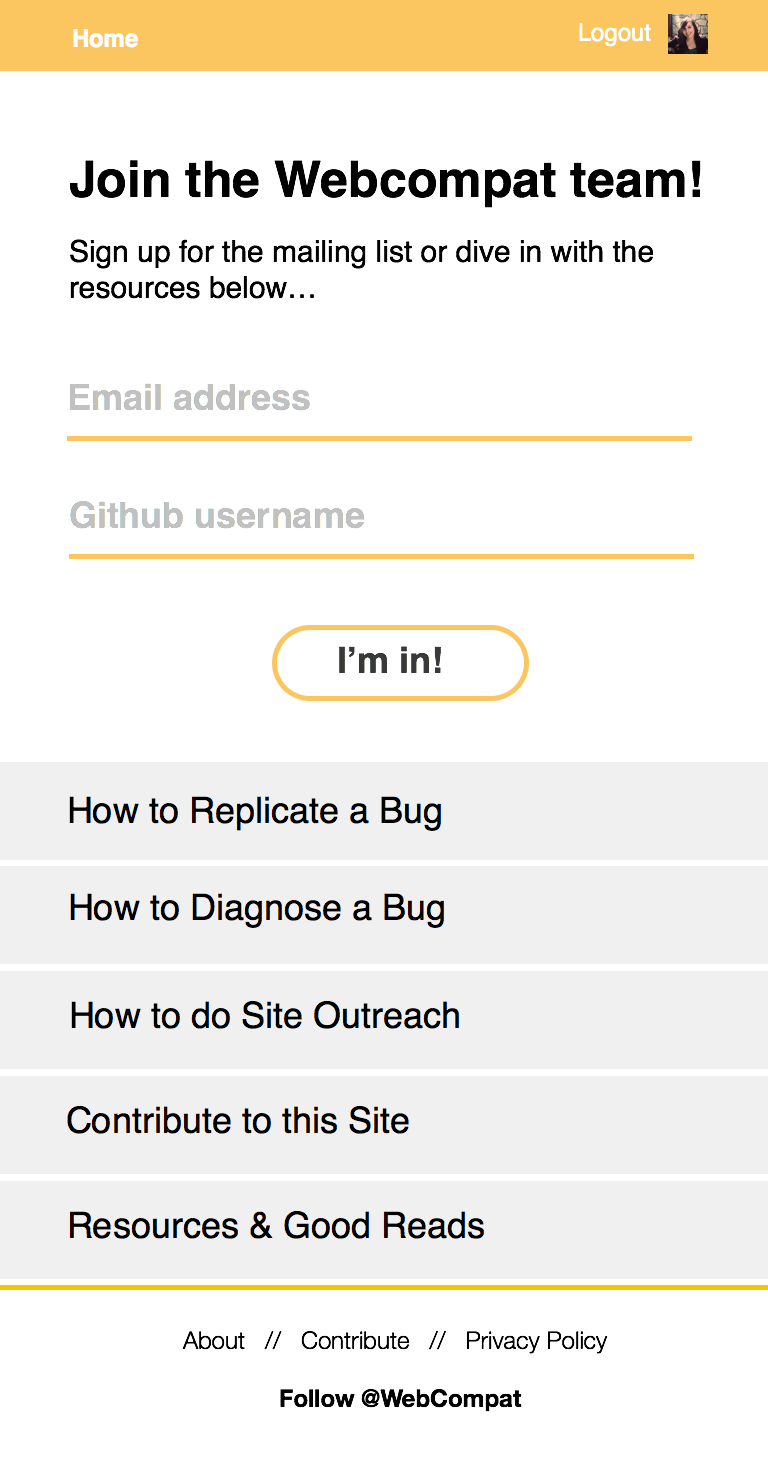 Home
Logout
Join the Webcompat team!
Sign up for the mailing list or dive in with the
resources below…
Email address
Github username
I’m in!
How to Replicate a Bug
How to Diagnose a Bug
How to do Site Outreach
Contribute to this Site
Resources & Good Reads
About // Contribute // Privacy Policy
Follow @WebCompat